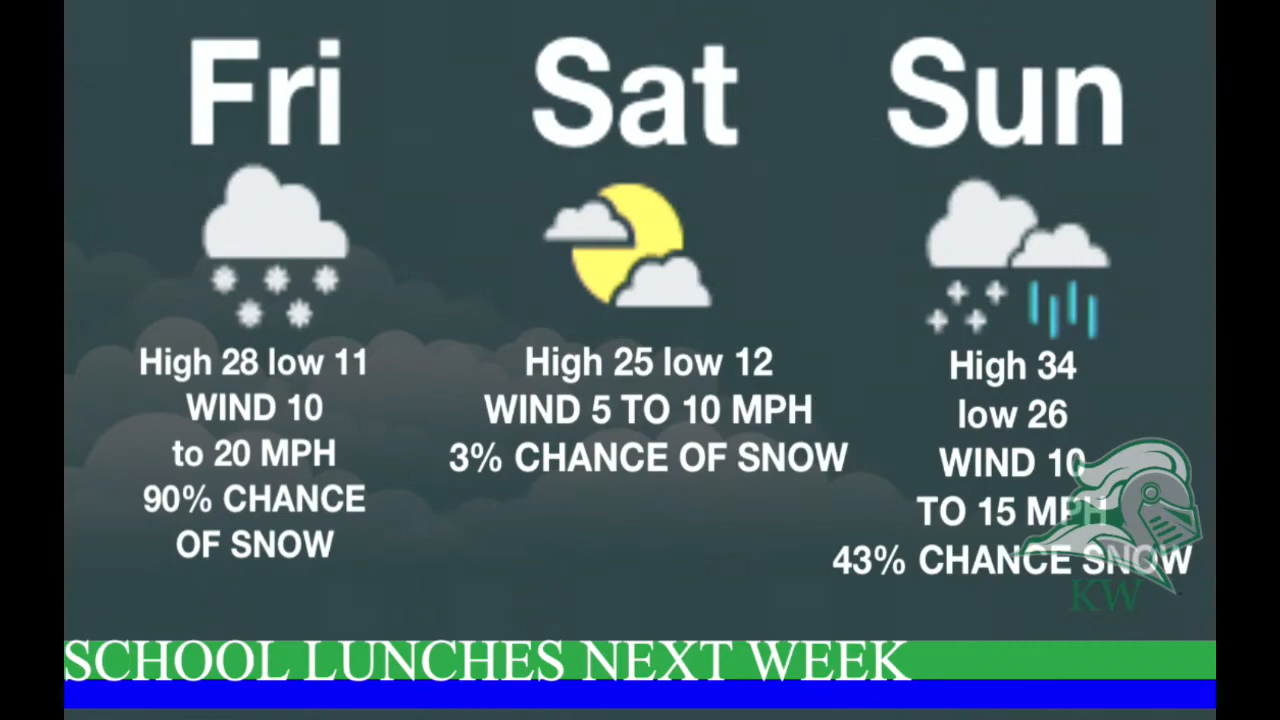 Fri
High 28 low 11
WIND 10
to 20 MPH
90% CHANCE
OF SNOW
Sat
High 25 low 12
WIND 5 TO 10 MPH
3% CHANCE OF SNOW
Sun
High 34
low 26
WIND 10
TO 15 MPH
43% CHANCE SNOW
KW
SCHOOL LUNCHES NEXT WEEK